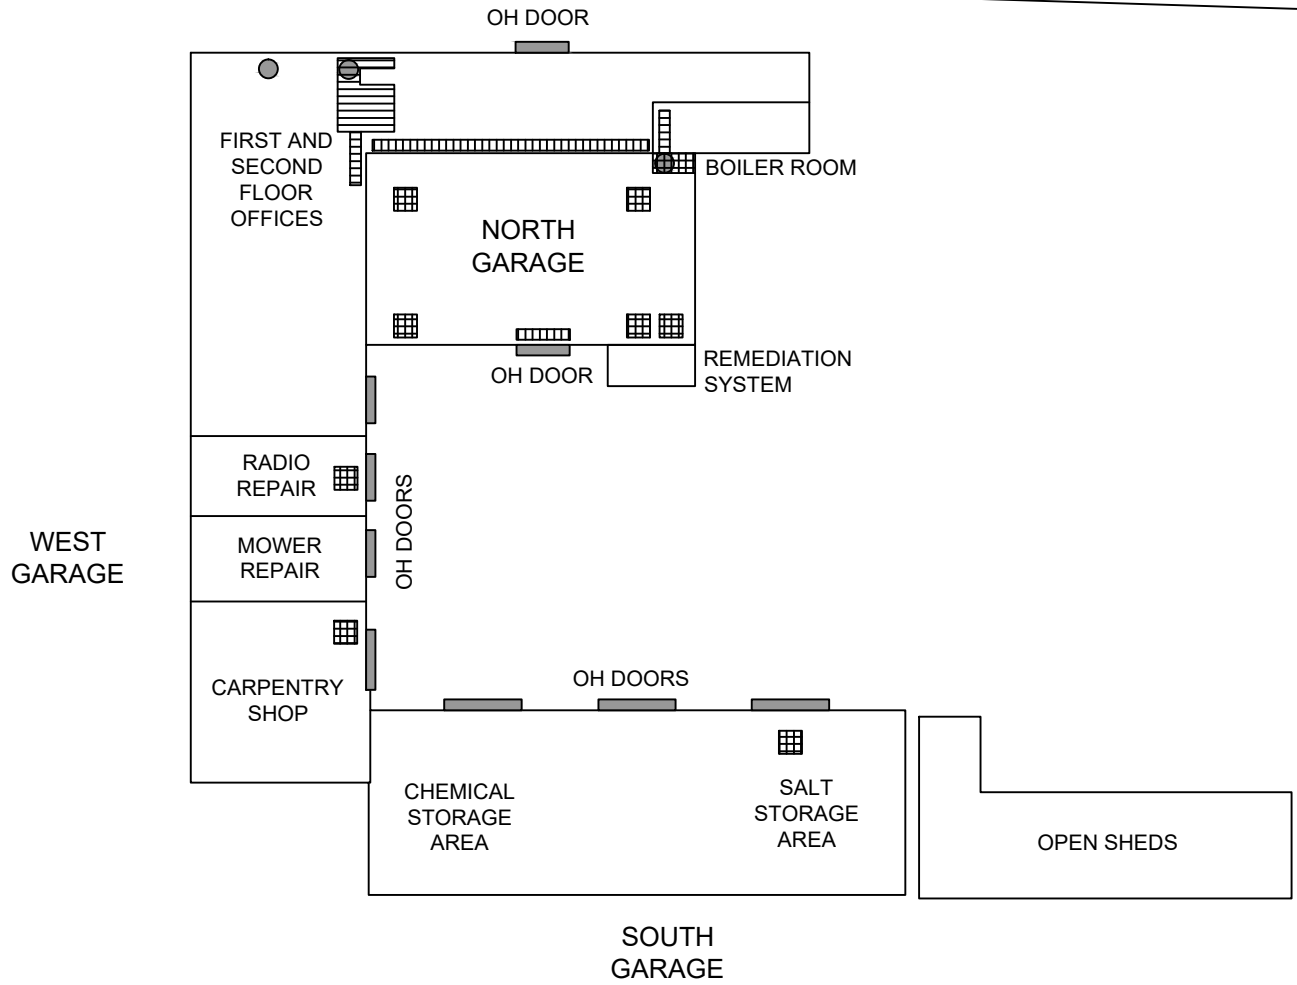 OH DOOR
FIRST AND
SECOND
FLOOR
OFFICES
BOILER ROOM
NORTH
GARAGE
OH DOOR
REMEDIATION
SYSTEM
RADIO
REPAIR
OH DOORS
WEST
GARAGE
MOWER
REPAIR
CARPENTRY
SHOP
OH DOORS
CHEMICAL
STORAGE
AREA
SALT
STORAGE
AREA
OPEN SHEDS
SOUTH
GARAGE